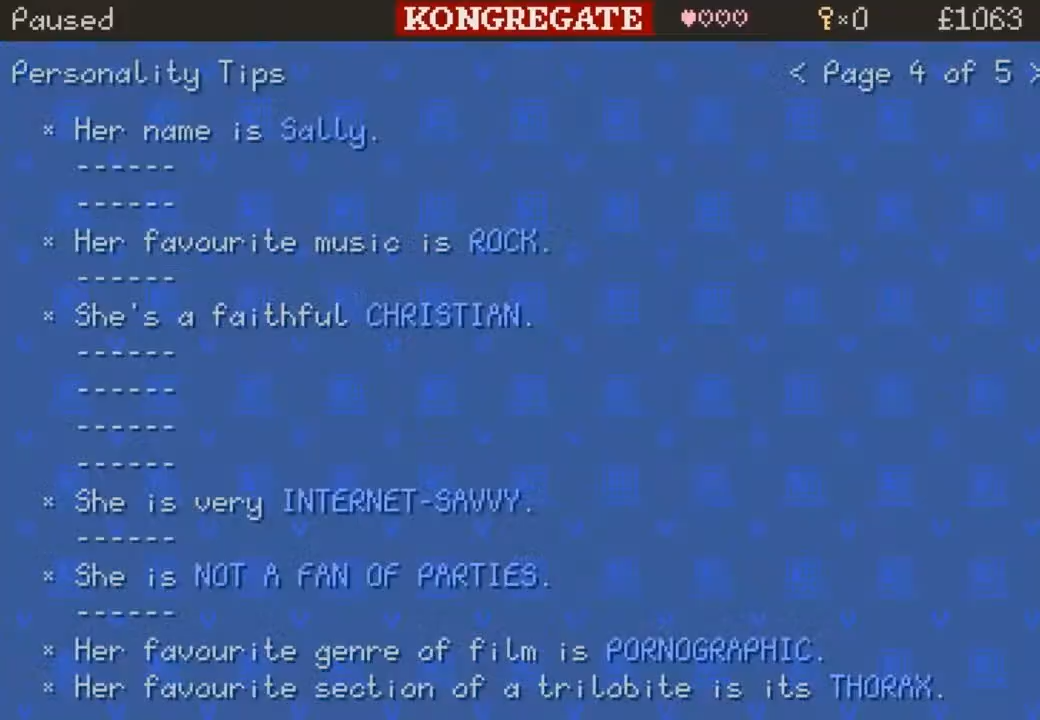 Paused KONGREGATE ×0 £1063
Personality Tips < Page 4 of 5 >
× Her name is Sally.
------
------
× Her favourite music is ROCK.
------
× She's a faithful CHRISTIAN.
------
------
------
------
× She is very INTERNET-SAVVY.
------
× She is NOT A FAN OF PARTIES.
------
× Her favourite genre of film is PORNOGRAPHIC.
× Her favourite section of a trilobite is its THORAX.